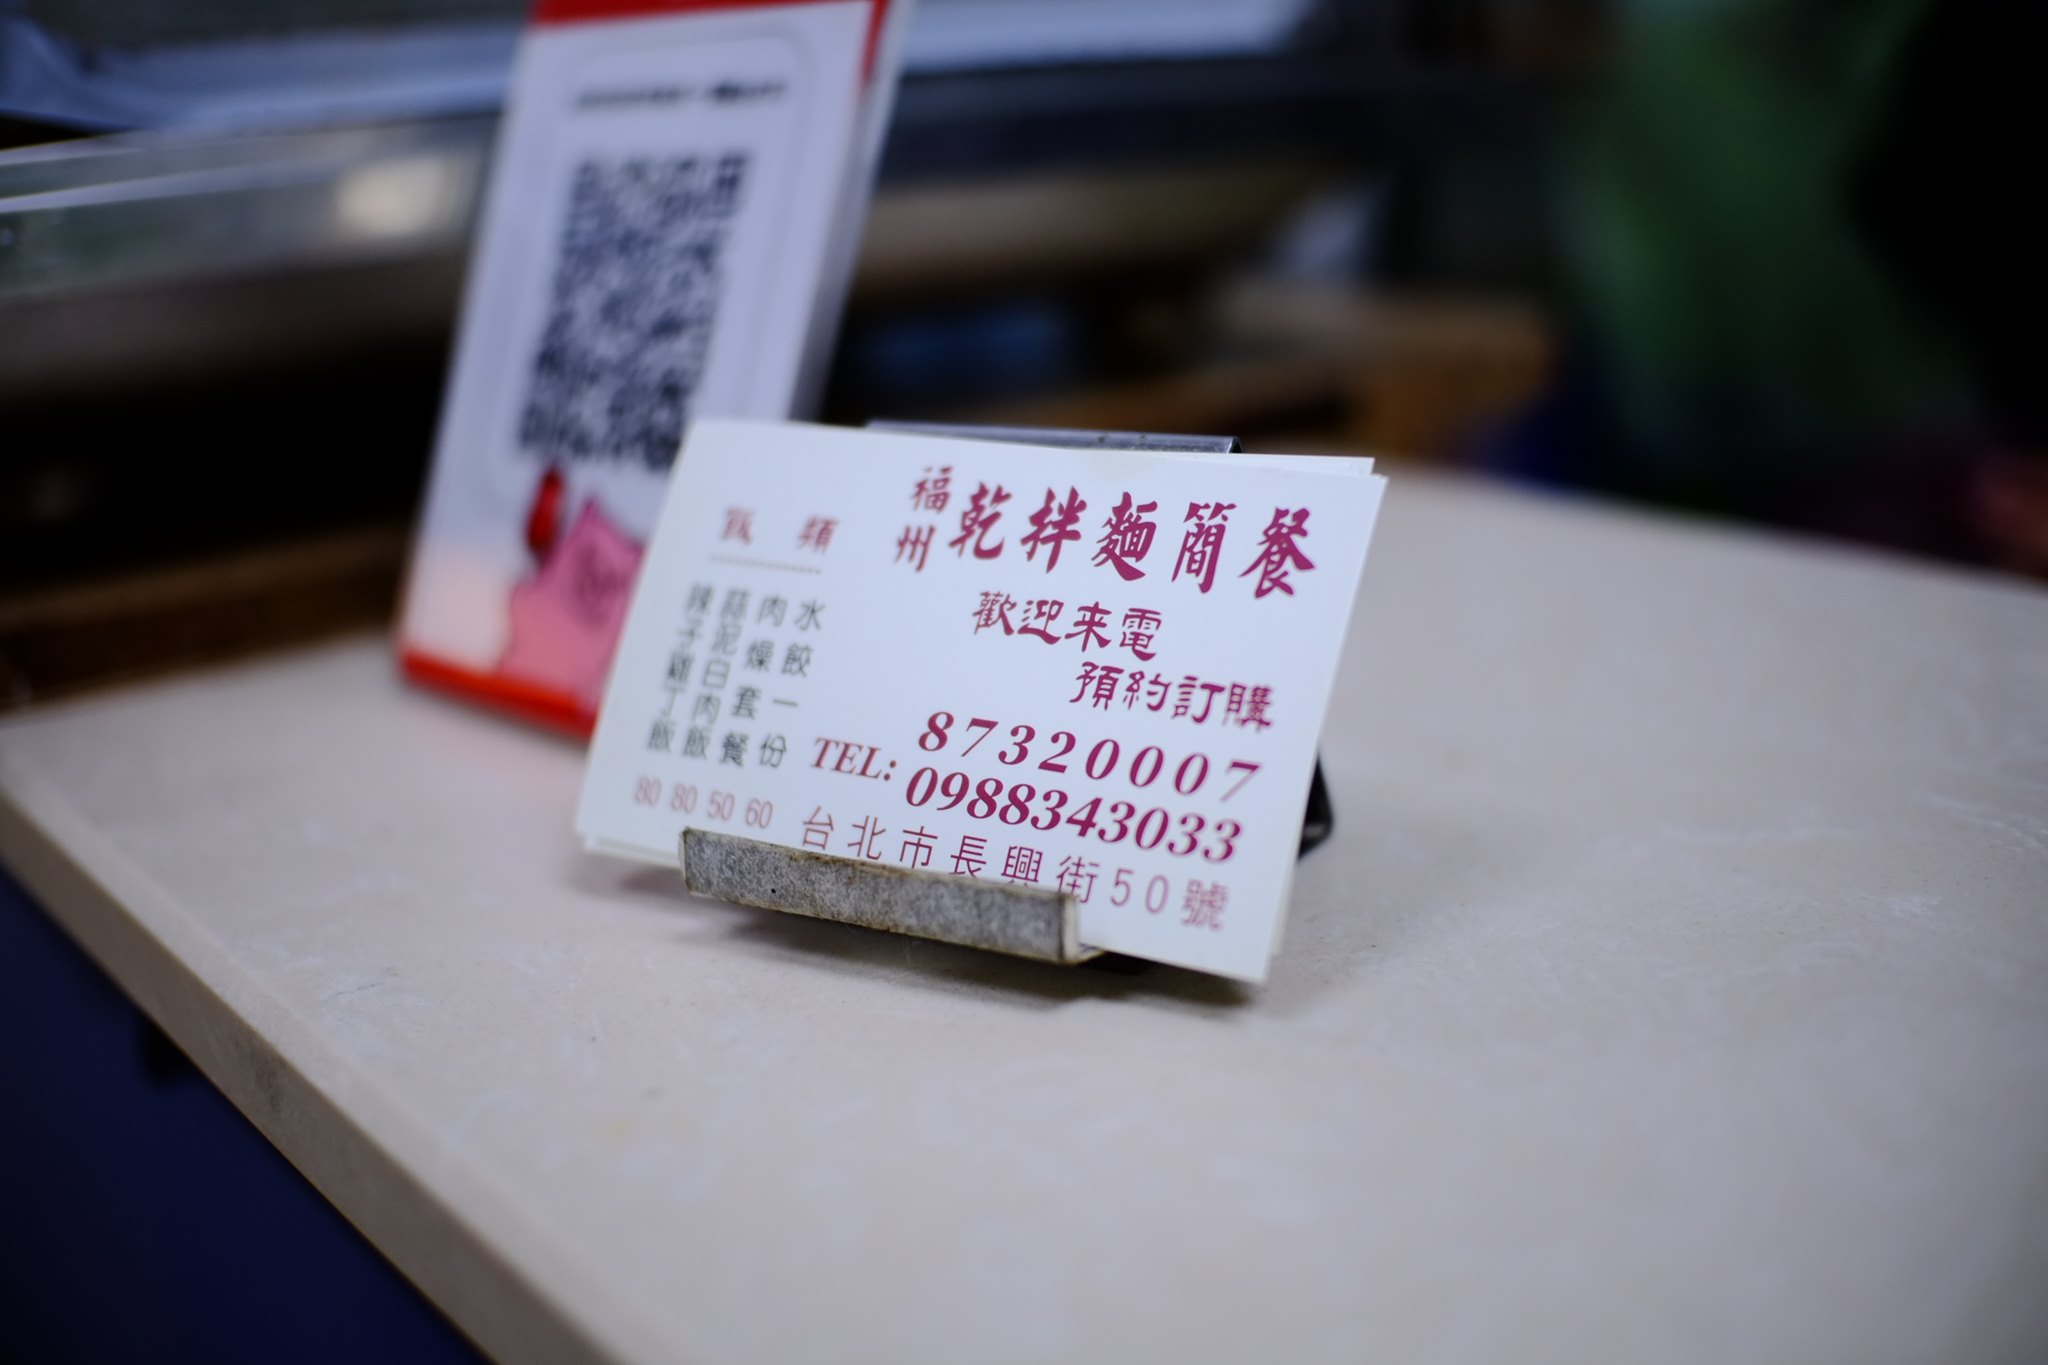 福州乾拌麵簡餐
歡迎来電
預約訂購
TEL: 87320007
0988343033
台北市長興街50號
飯類
水餃一份 60
肉燥套餐 50
蒜泥白肉飯 80
辣子雞丁飯 80